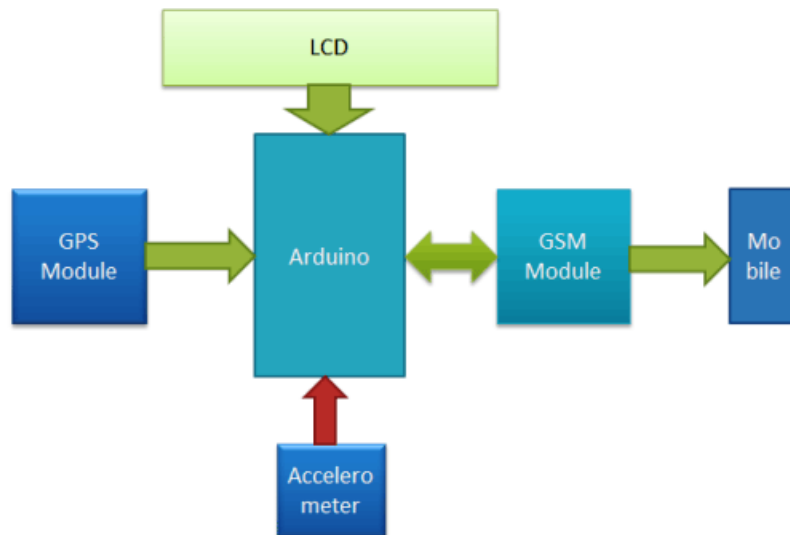 LCD
GPS
Module
Arduino
GSM
Module
Mo
bile
Accelero
meter